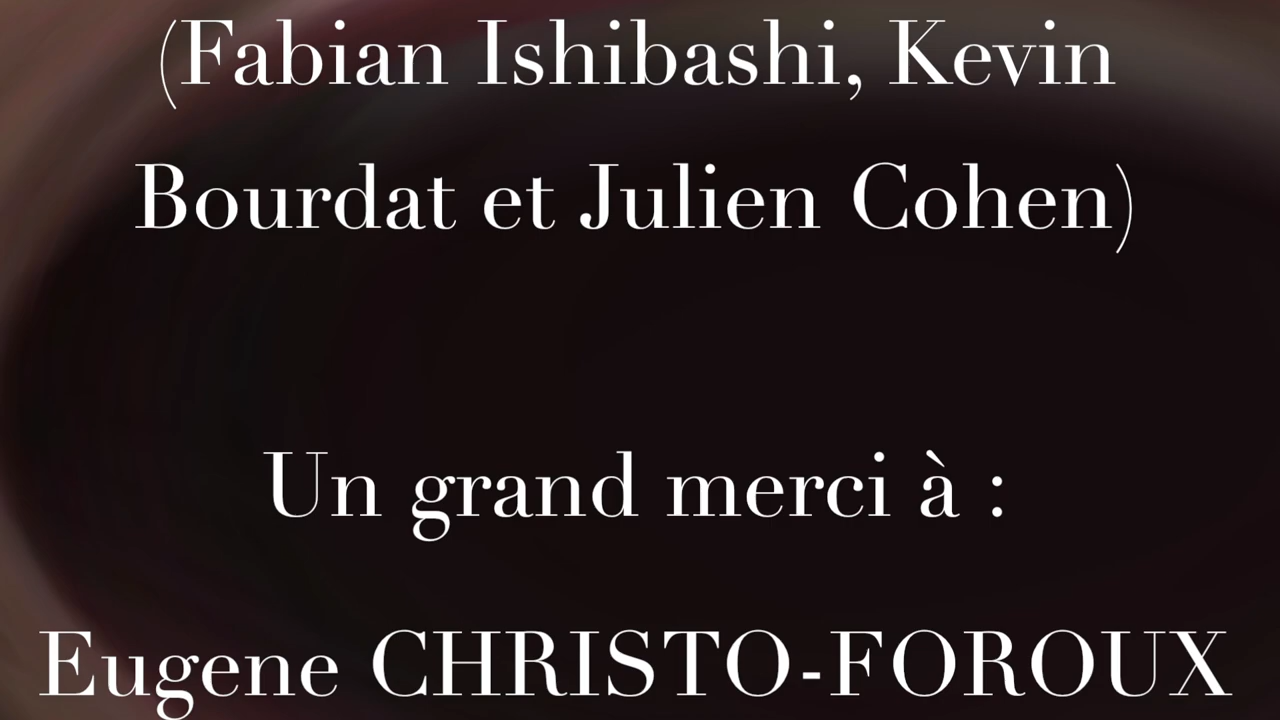 (Fabian Ishibashi, Kevin
Bourdat et Julien Cohen)
Un grand merci à :
Eugene CHRISTO-FOROUX